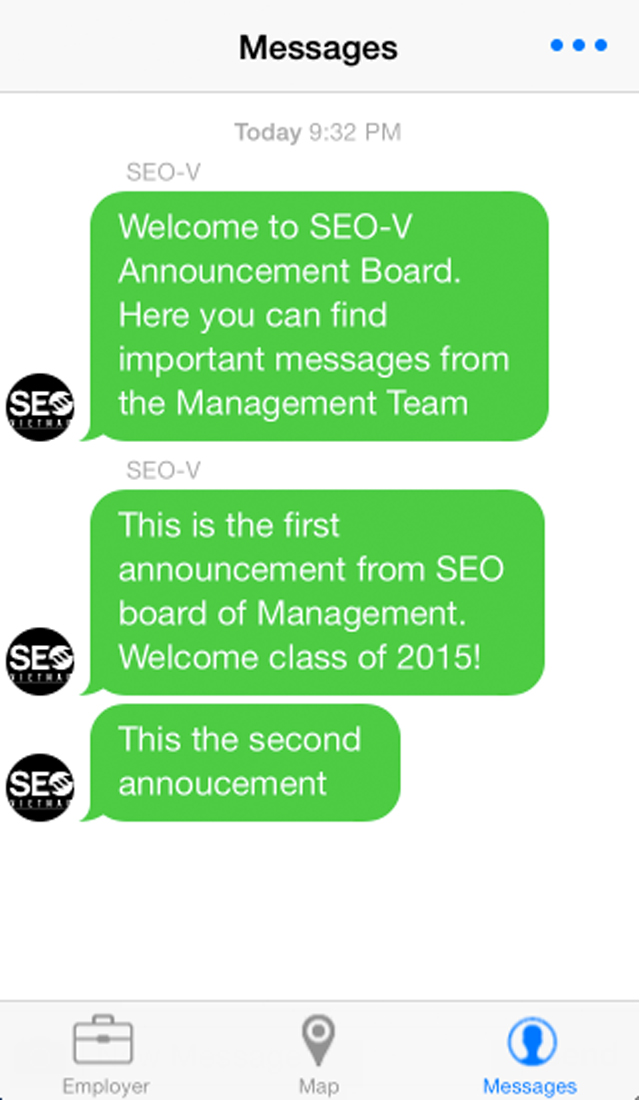 Messages
Today 9:32 PM
SEO-V
Welcome to SEO-V
Announcement Board.
Here you can find
important messages from
the Management Team
SEO
VIETNAM
SEO-V
This is the first
announcement from SEO
board of Management.
Welcome class of 2015!
SEO
VIETNAM
This the second
annoucement
SEO
VIETNAM
Employer
Map
Messages